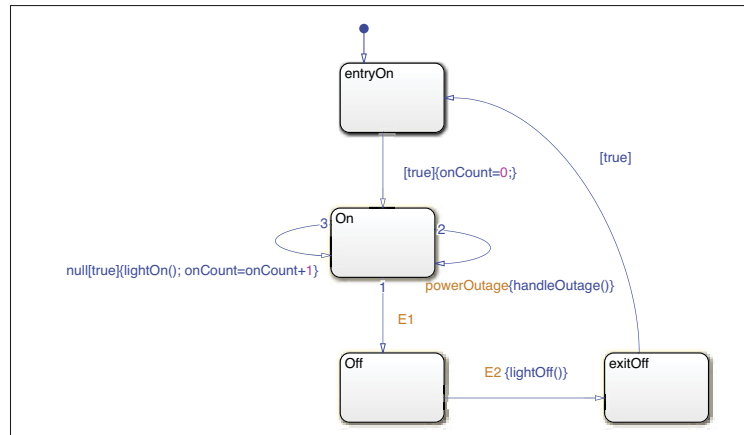 entryOn
[true]
[true]{onCount=0;}
On
3
2
null[true]{lightOn(); onCount=onCount+1}
powerOutage{handleOutage()}
1
E1
Off
exitOff
E2 {lightOff()}